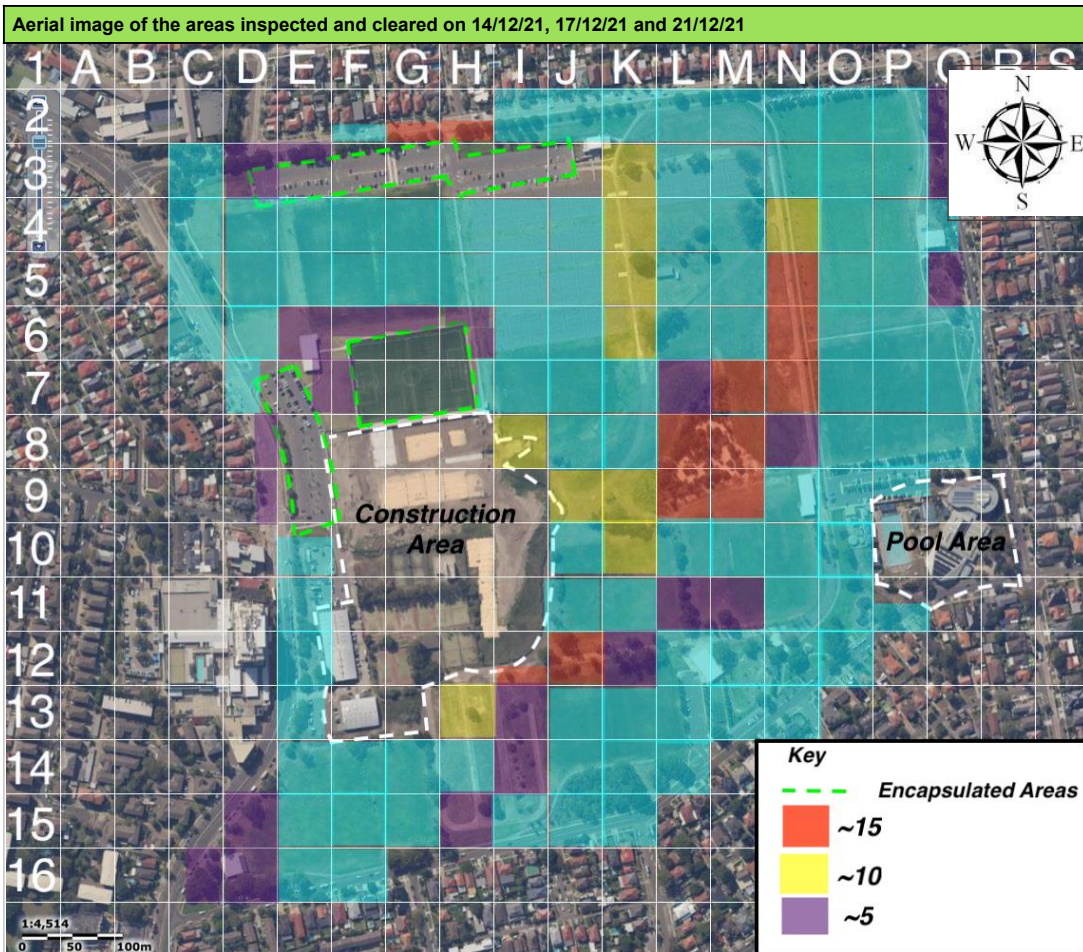 Aerial image of the areas inspected and cleared on 14/12/21, 17/12/21 and 21/12/21
1 A B C D E F G H I J K L M N O P Q R S
2
N
3
W E
S
4
5
6
7
8
9
Construction
Area
10
Pool Area
11
12
13
14
Key
Encapsulated Areas
15
~15
16
~10
~5
1:4,514
0 50 100m